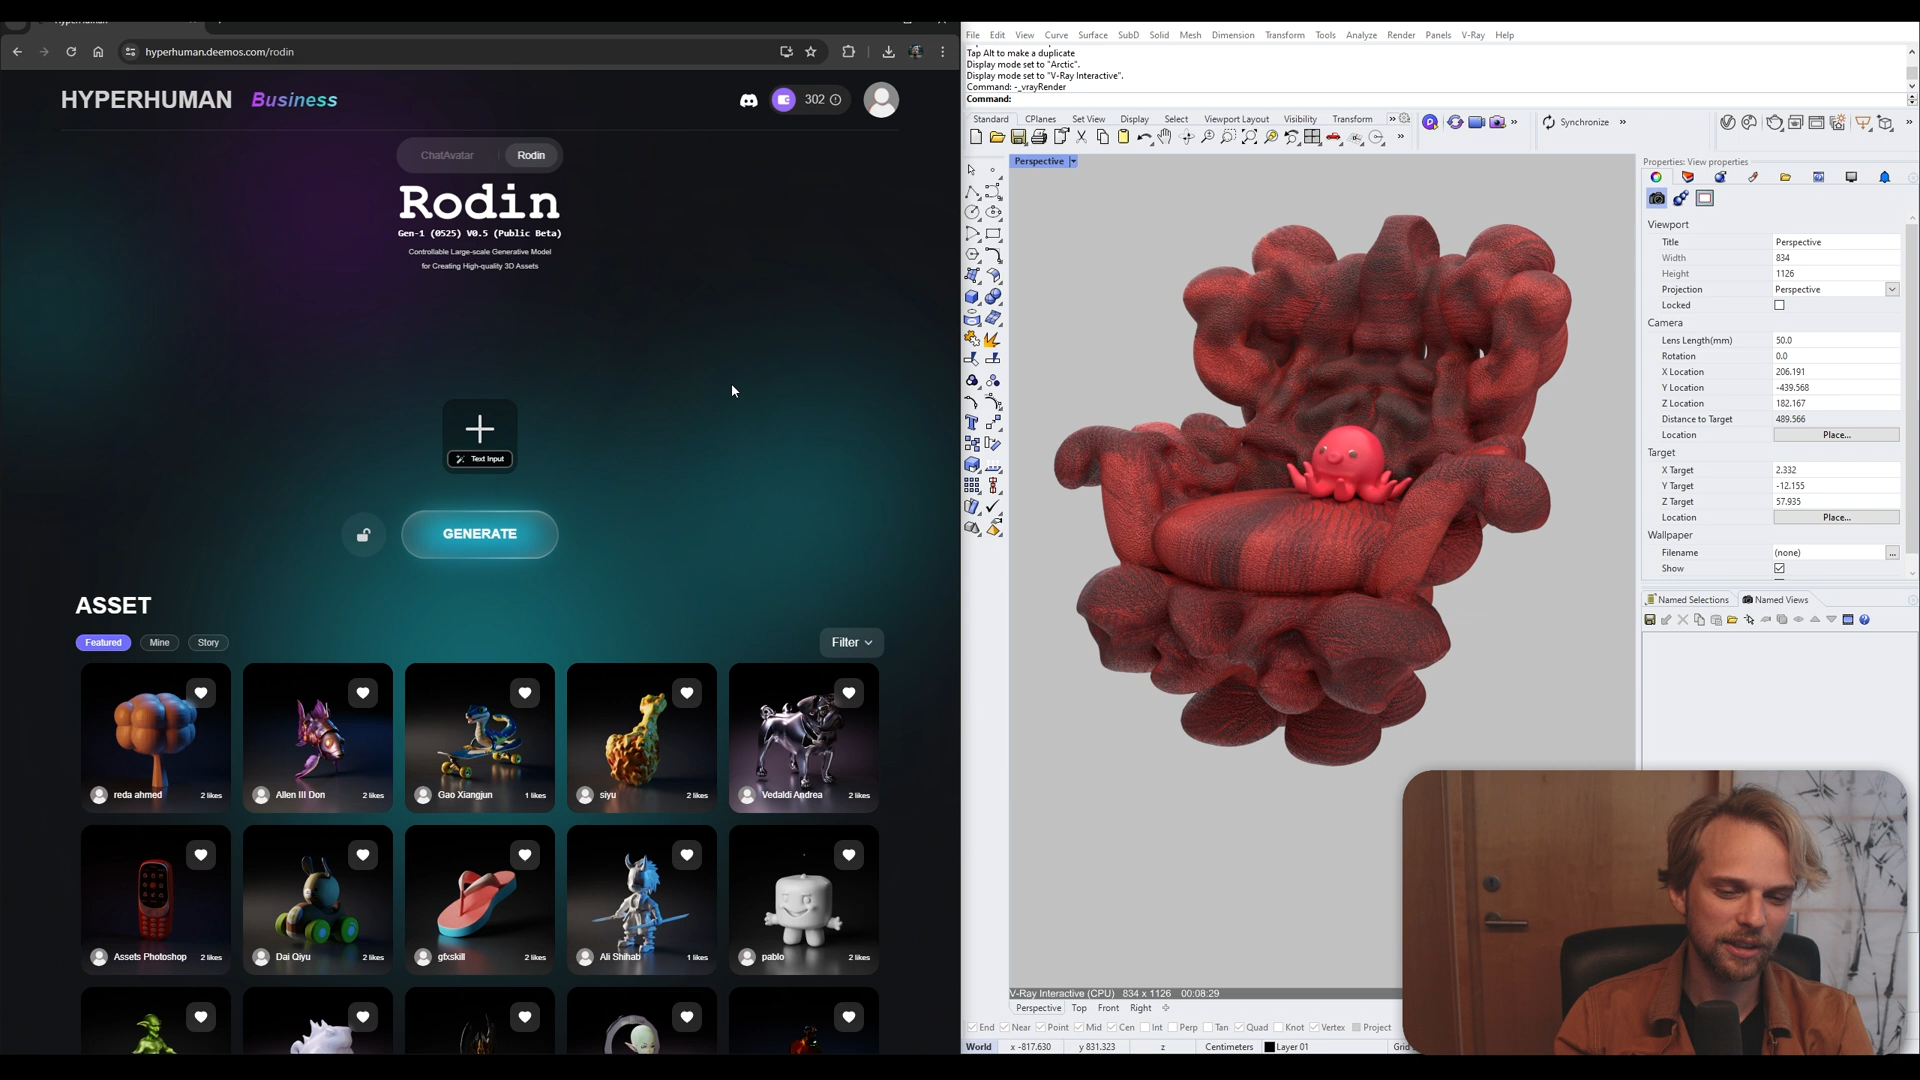 hyperhuman.deemos.com/rodin
HYPERHUMAN Business
302
ChatAvatar Rodin
Rodin
Gen-1 (0525) V0.5 (Public Beta)
Controllable Large-scale Generative Model
for Creating High-quality 3D Assets
Text Input
GENERATE
ASSET
Featured Mine Story
Filter
reda ahmed 2 likes
Allen III Don 2 likes
Gao Xiangjun 1 likes
siyu 2 likes
Vedaldi Andrea 2 likes
Assets Photoshop 2 likes
Dai Qiyu 2 likes
gfxskill 2 likes
Ali Shihab 1 likes
pablo 2 likes
File Edit View Curve Surface SubD Solid Mesh Dimension Transform Tools Analyze Render Panels V-Ray Help
Tap Alt to make a duplicate
Display mode set to "Arctic".
Display mode set to "V-Ray Interactive".
Command: -_vrayRender
Command:
Standard CPlanes Set View Display Select Viewport Layout Visibility Transform »
Synchronize »
Perspective
Properties: View properties
Viewport
Title Perspective
Width 834
Height 1126
Projection Perspective
Locked
Camera
Lens Length(mm) 50.0
Rotation 0.0
X Location 206.191
Y Location -439.568
Z Location 182.167
Distance to Target 489.566
Location Place...
Target
X Target 2.332
Y Target -12.155
Z Target 57.935
Location Place...
Wallpaper
Filename (none) ...
Show
Named Selections Named Views
V-Ray Interactive (CPU) 834 x 1126 00:08:29
Perspective Top Front Right
End Near Point Mid Cen Int Perp Tan Quad Knot Vertex Project
World x -817.630 y 831.323 z Centimeters Layer 01